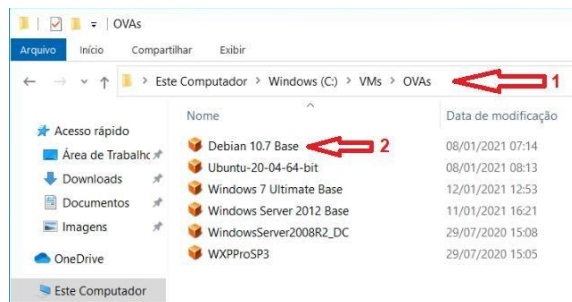 OVAs
Arquivo Início Compartilhar Exibir
Este Computador > Windows (C:) > VMs > OVAs 1
Nome Data de modificação
Acesso rápido
Área de Trabalho
Downloads
Documentos
Imagens
OneDrive
Este Computador
Debian 10.7 Base 2 08/01/2021 07:14
Ubuntu-20-04-64-bit 08/01/2021 08:13
Windows 7 Ultimate Base 12/01/2021 12:53
Windows Server 2012 Base 11/01/2021 16:21
WindowsServer2008R2_DC 29/07/2020 15:08
WXPProSP3 29/07/2020 15:05